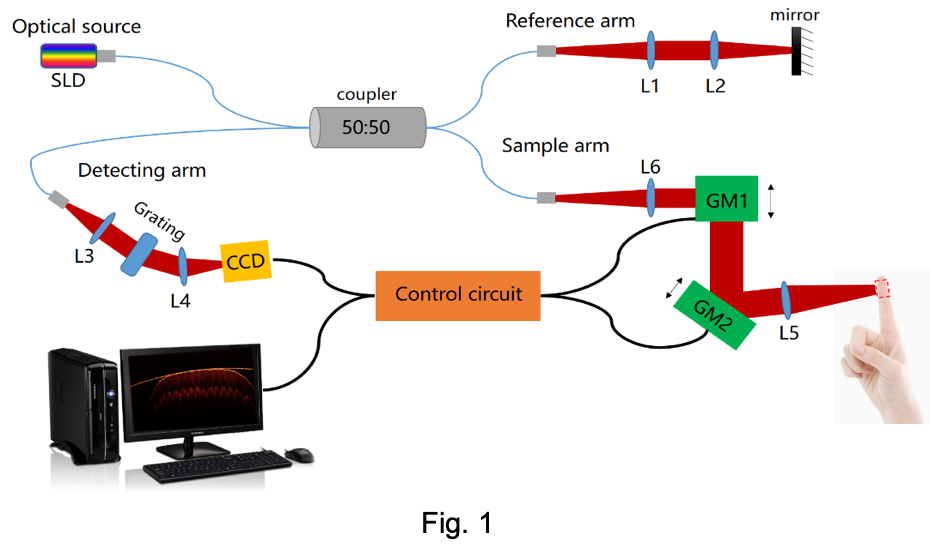 Optical source
SLD
coupler
50:50
Reference arm
L1
L2
mirror
Detecting arm
L3
Grating
L4
CCD
Sample arm
L6
GM1
GM2
L5
Control circuit
Fig. 1